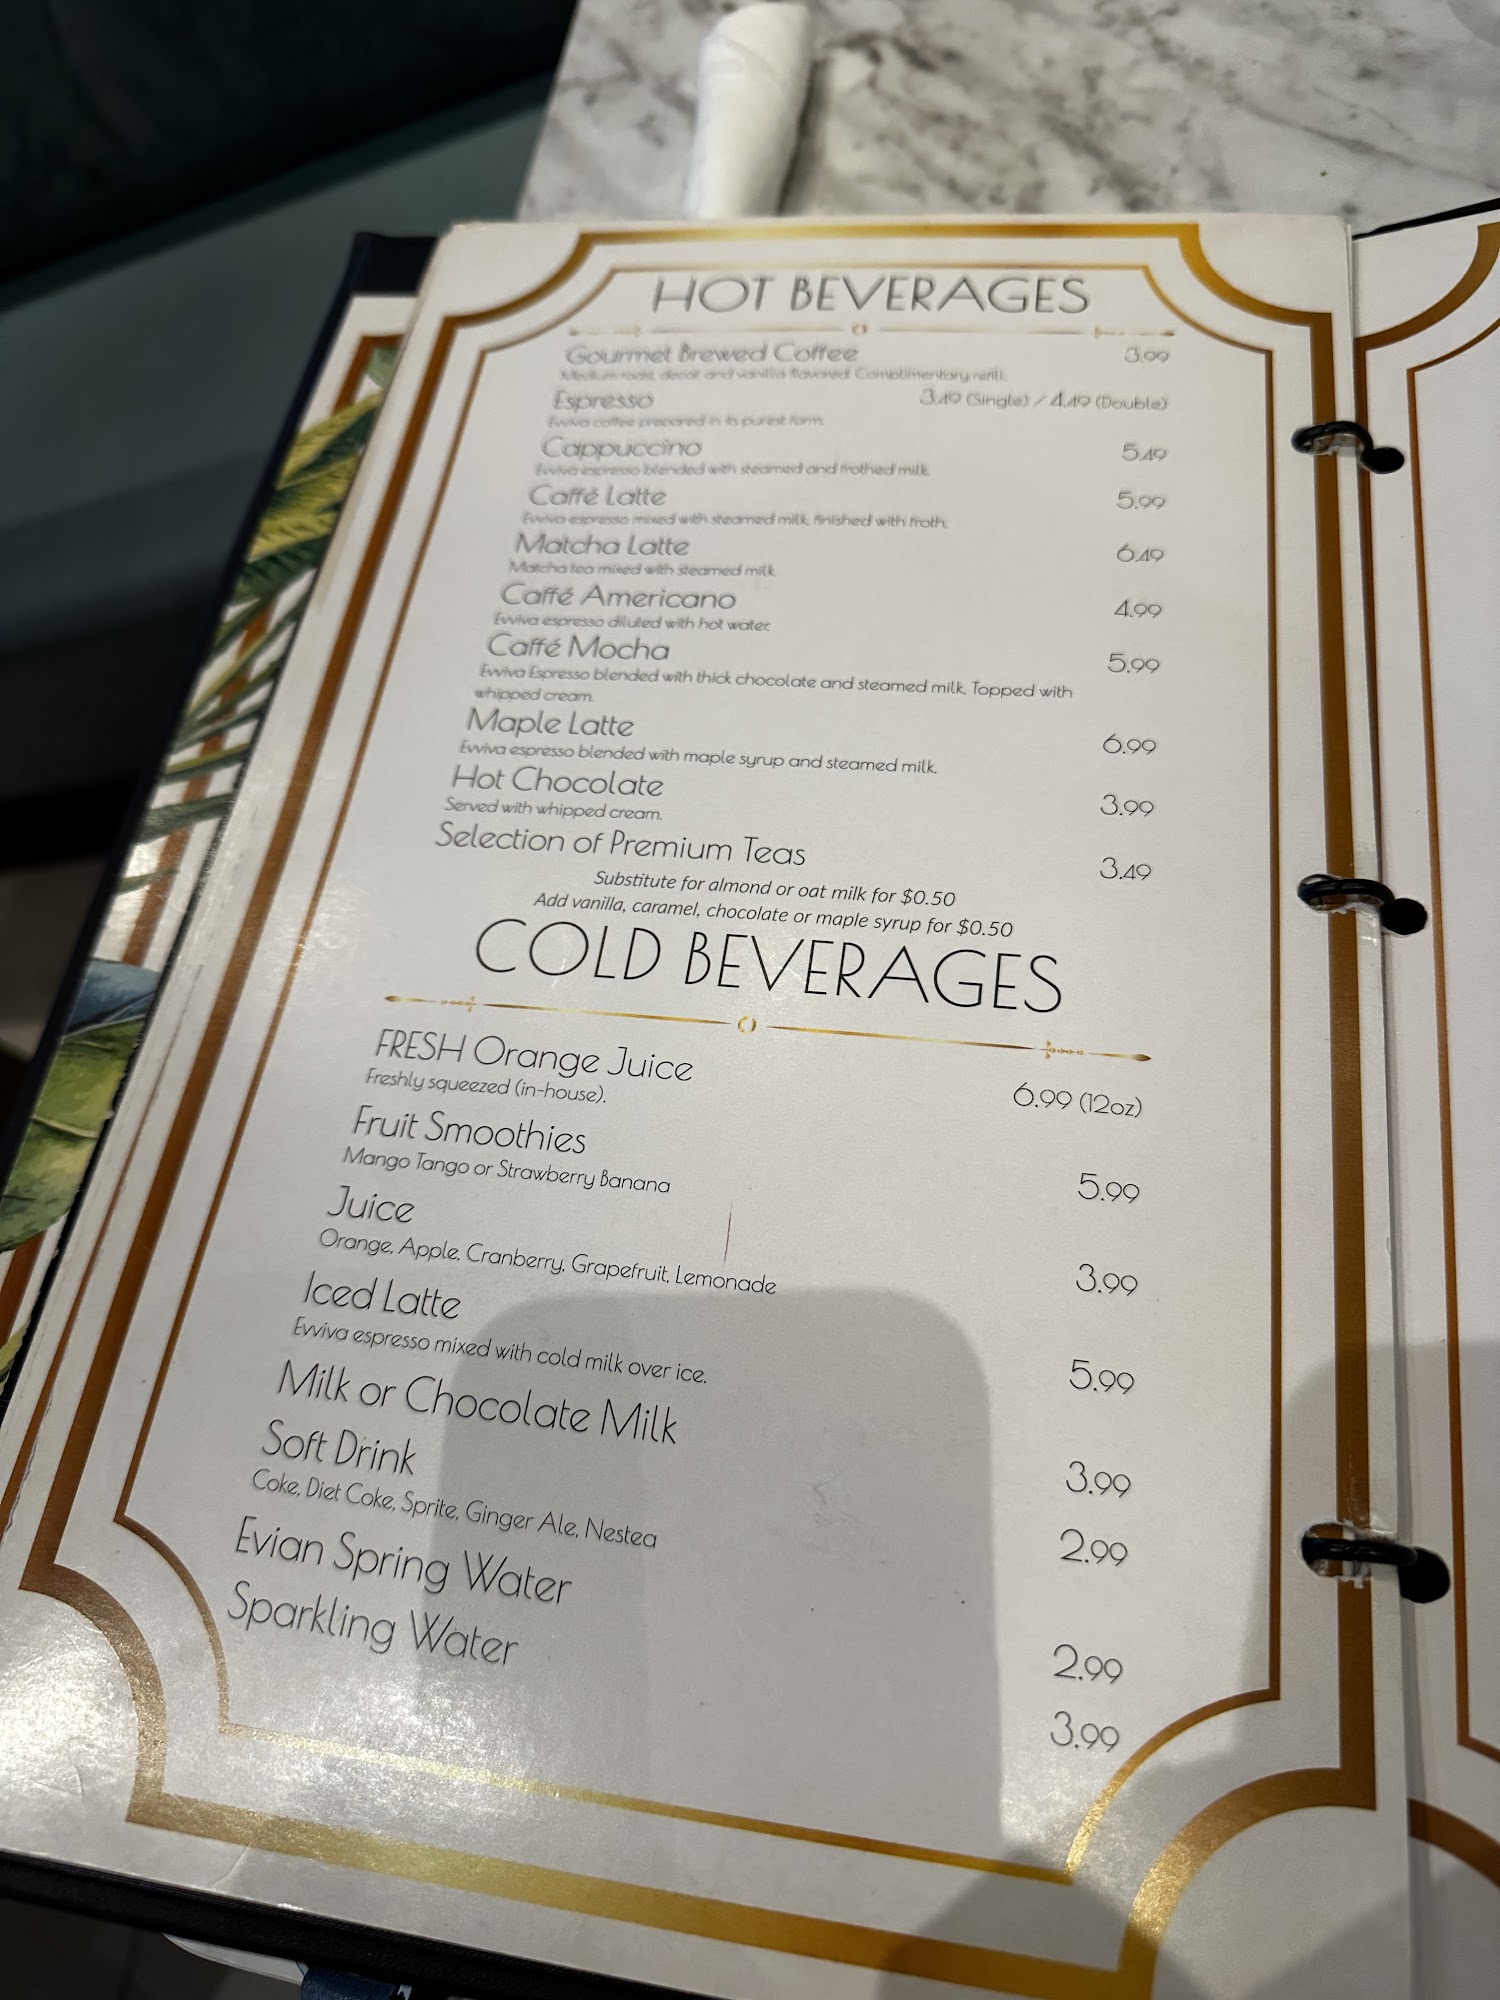 HOT BEVERAGES
Gourmet Brewed Coffee 3.99
Medium roast, decaf and vanilla flavored. Complimentary refill.
Espresso 3.49 (Single) / 4.49 (Double)
Evviva coffee prepared in its purest form.
Cappuccino 5.49
Evviva espresso blended with steamed and frothed milk.
Caffé Latte 5.99
Evviva espresso mixed with steamed milk, finished with froth.
Matcha Latte 6.49
Matcha tea mixed with steamed milk.
Caffé Americano 4.99
Evviva espresso diluted with hot water.
Caffé Mocha 5.99
Evviva Espresso blended with thick chocolate and steamed milk. Topped with
whipped cream.
Maple Latte 6.99
Evviva espresso blended with maple syrup and steamed milk.
Hot Chocolate 3.99
Served with whipped cream.
Selection of Premium Teas 3.49
Substitute for almond or oat milk for $0.50
Add vanilla, caramel, chocolate or maple syrup for $0.50
COLD BEVERAGES
FRESH Orange Juice 6.99 (12oz)
Freshly squeezed (in-house).
Fruit Smoothies 5.99
Mango Tango or Strawberry Banana
Juice 3.99
Orange, Apple, Cranberry, Grapefruit, Lemonade
Iced Latte 5.99
Evviva espresso mixed with cold milk over ice.
Milk or Chocolate Milk 3.99
Soft Drink 2.99
Coke, Diet Coke, Sprite, Ginger Ale, Nestea
Evian Spring Water 2.99
Sparkling Water 3.99